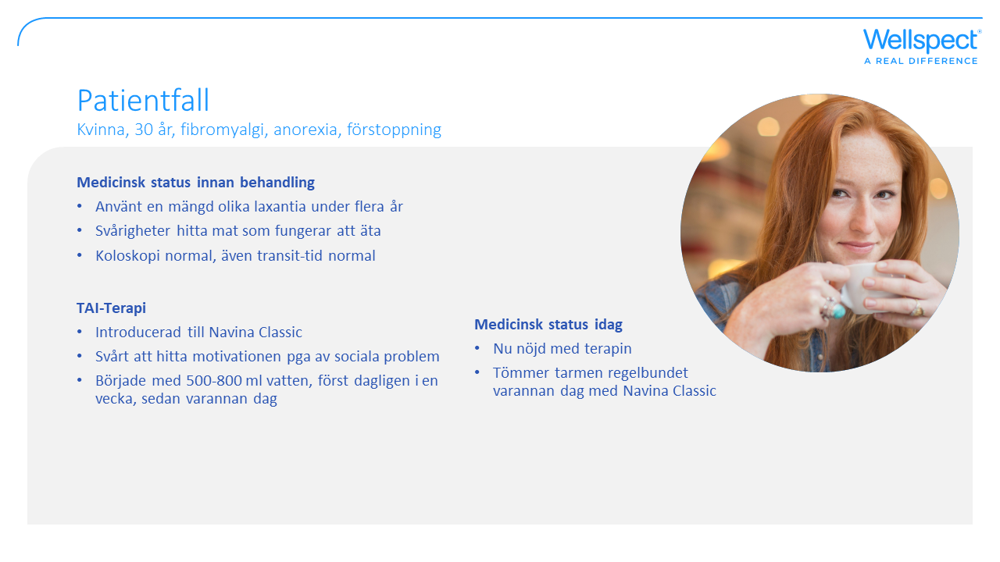 Wellspect®
A REAL DIFFERENCE
Patientfall
Kvinna, 30 år, fibromyalgi, anorexia, förstoppning
Medicinsk status innan behandling
• Använt en mängd olika laxantia under flera år
• Svårigheter hitta mat som fungerar att äta
• Koloskopi normal, även transit-tid normal
TAI-Terapi
• Introducerad till Navina Classic
• Svårt att hitta motivationen pga av sociala problem
• Började med 500-800 ml vatten, först dagligen i en
vecka, sedan varannan dag
Medicinsk status idag
• Nu nöjd med terapin
• Tömmer tarmen regelbundet
varannan dag med Navina Classic